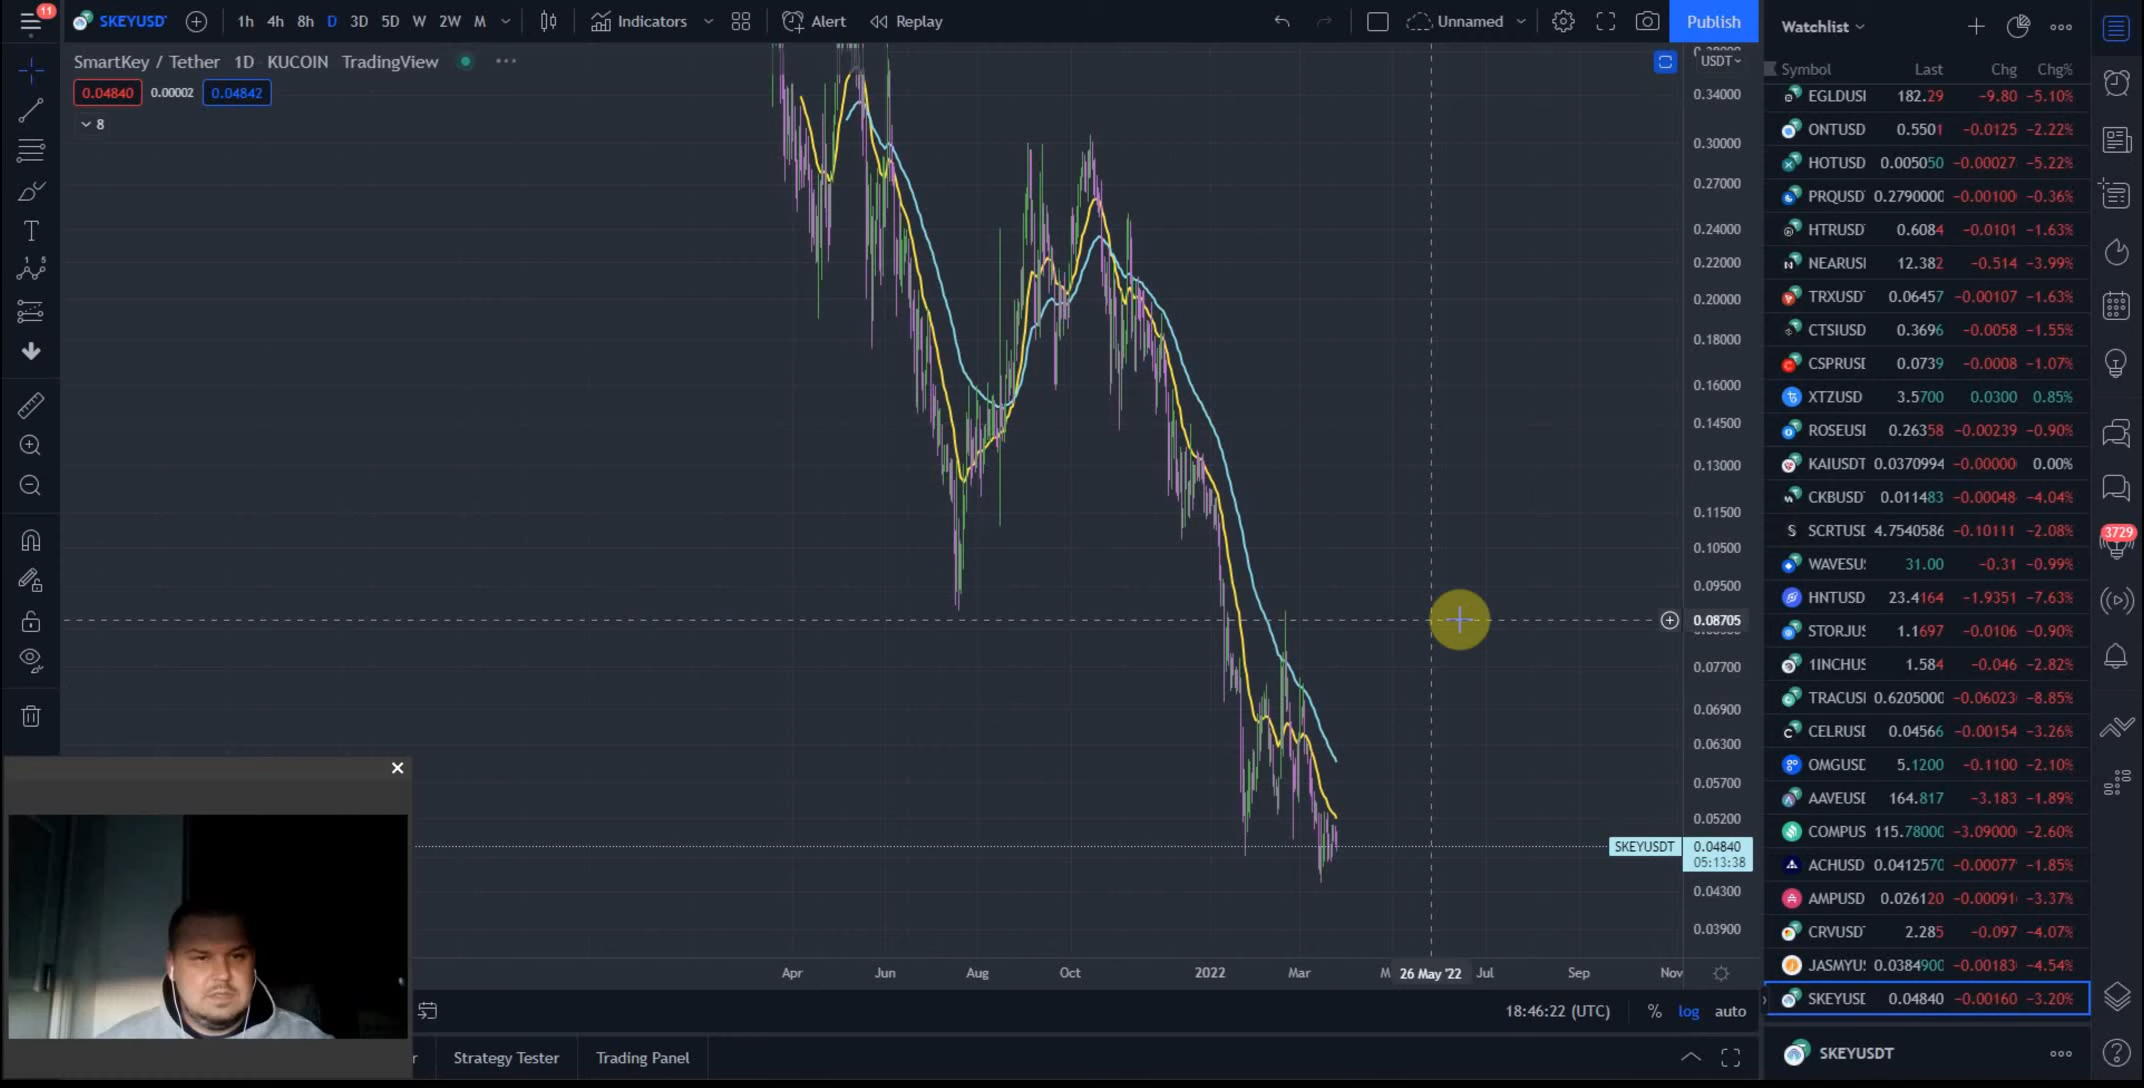 11
SKEYUSD
1h 4h 8h D 3D 5D W 2W M
Indicators
Alert
Replay
Unnamed
Publish
SmartKey / Tether 1D KUCOIN TradingView
0.04840 0.00002 0.04842
8
USDT
0.34000
0.30000
0.27000
0.24000
0.22000
0.20000
0.18000
0.16000
0.14500
0.13000
0.11500
0.10500
0.09500
0.08705
0.07700
0.06900
0.06300
0.05700
0.05200
SKEYUSDT 0.04840
05:13:38
0.04300
0.03900
Apr Jun Aug Oct 2022 Mar M 26 May '22 Jul Sep Nov
18:46:22 (UTC) % log auto
r Strategy Tester Trading Panel
Watchlist
Symbol Last Chg Chg%
EGLDUSI 182.29 −9.80 −5.10%
ONTUSD 0.5501 −0.0125 −2.22%
HOTUSD 0.005050 −0.00027 −5.22%
PRQUSD 0.2790000 −0.00100 −0.36%
HTRUSD 0.6084 −0.0101 −1.63%
NEARUSI 12.382 −0.514 −3.99%
TRXUSD 0.06457 −0.00107 −1.63%
CTSIUSD 0.3696 −0.0058 −1.55%
CSPRUSI 0.0739 −0.0008 −1.07%
XTZUSD 3.5700 0.0300 0.85%
ROSEUSI 0.26358 −0.00239 −0.90%
KAIUSDT 0.0370994 −0.00000 0.00%
CKBUSD 0.011483 −0.00048 −4.04%
SCRTUSI 4.7540586 −0.10111 −2.08%
WAVESU 31.00 −0.31 −0.99%
HNTUSD 23.4164 −1.9351 −7.63%
STORJUS 1.1697 −0.0106 −0.90%
1INCHUS 1.584 −0.046 −2.82%
TRACUSI 0.6205000 −0.06023 −8.85%
CELRUSI 0.04566 −0.00154 −3.26%
OMGUSD 5.1200 −0.1100 −2.10%
AAVEUSI 164.817 −3.183 −1.89%
COMPUS 115.78000 −3.09000 −2.60%
ACHUSD 0.0412570 −0.00077 −1.85%
AMPUSD 0.026120 −0.00091 −3.37%
CRVUSD 2.285 −0.097 −4.07%
JASMYUS 0.0384900 −0.00183 −4.54%
SKEYUSD 0.04840 −0.00160 −3.20%
SKEYUSDT
3729